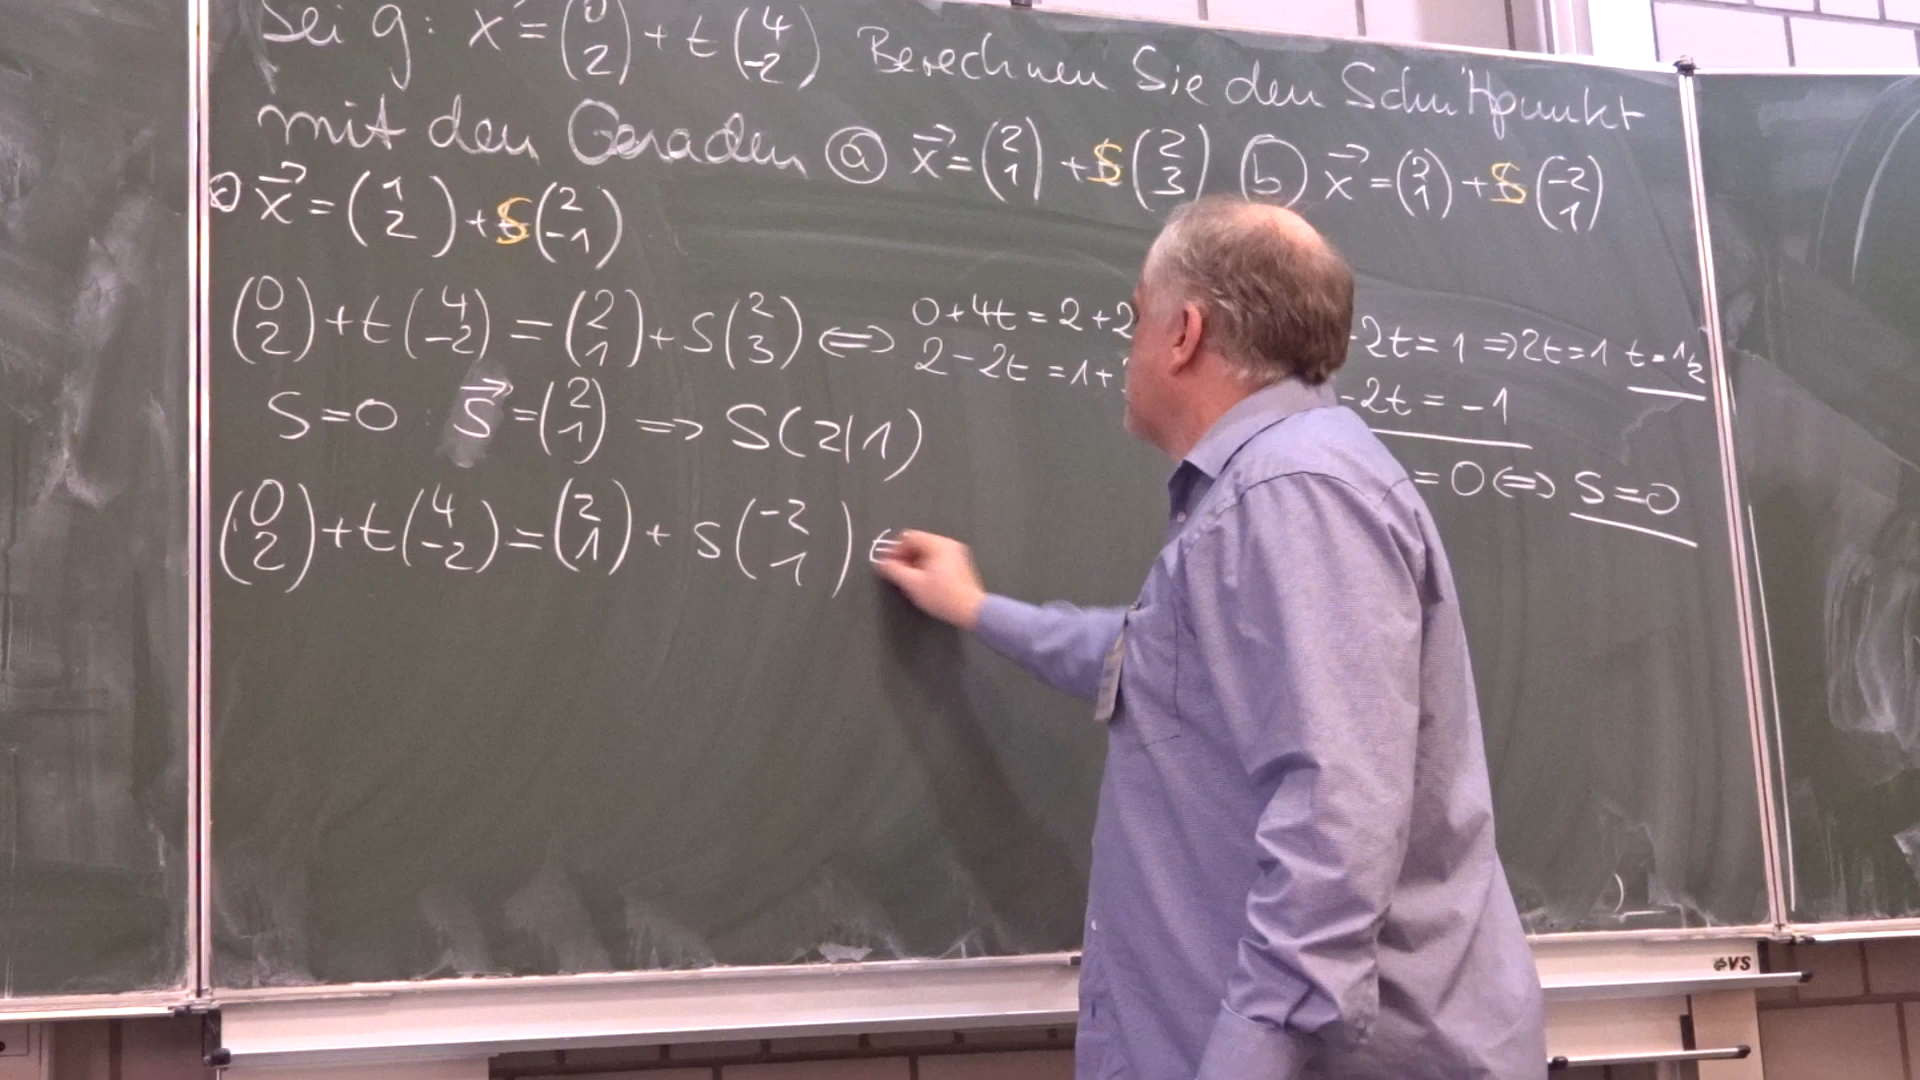 Sei g: x⃗ = (0 2) + t (4 -2) Berechnen Sie den Schnittpunkt
mit den Geraden ⓐ x⃗ = (2 1) + s (2 3) ⓑ x⃗ = (2 1) + s (-2 1)
x⃗ = (1 2) + s (2 -1)
(0 2) + t (4 -2) = (2 1) + s (2 3) ⇔ 0+4t = 2+2 -2t = 1 ⇒ 2t = 1 t = 1/2
2-2t = 1+ -2t = -1
S = 0 : s⃗ = (2 1) ⇒ S(2|1) = 0 ⇔ s = 0
(0 2) + t (4 -2) = (2 1) + s (-2 1)
VS